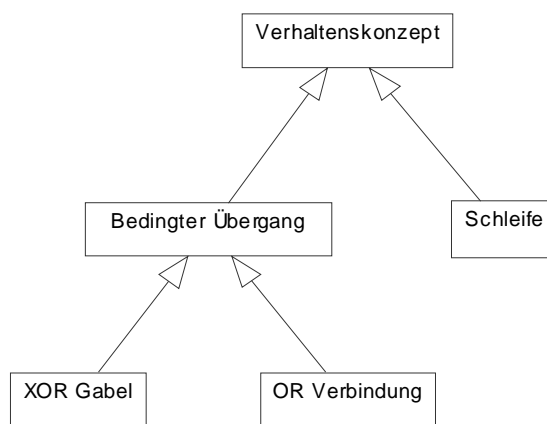 Verhaltenskonzept
Bedingter Übergang
Schleife
XOR Gabel
OR Verbindung